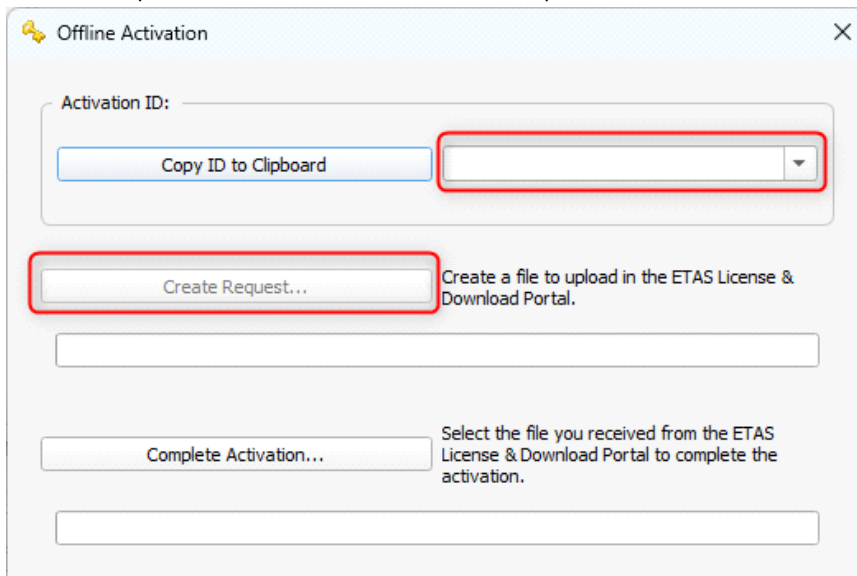 Offline Activation
Activation ID:
Copy ID to Clipboard
Create Request...
Create a file to upload in the ETAS License &
Download Portal.
Complete Activation...
Select the file you received from the ETAS
License & Download Portal to complete the
activation.